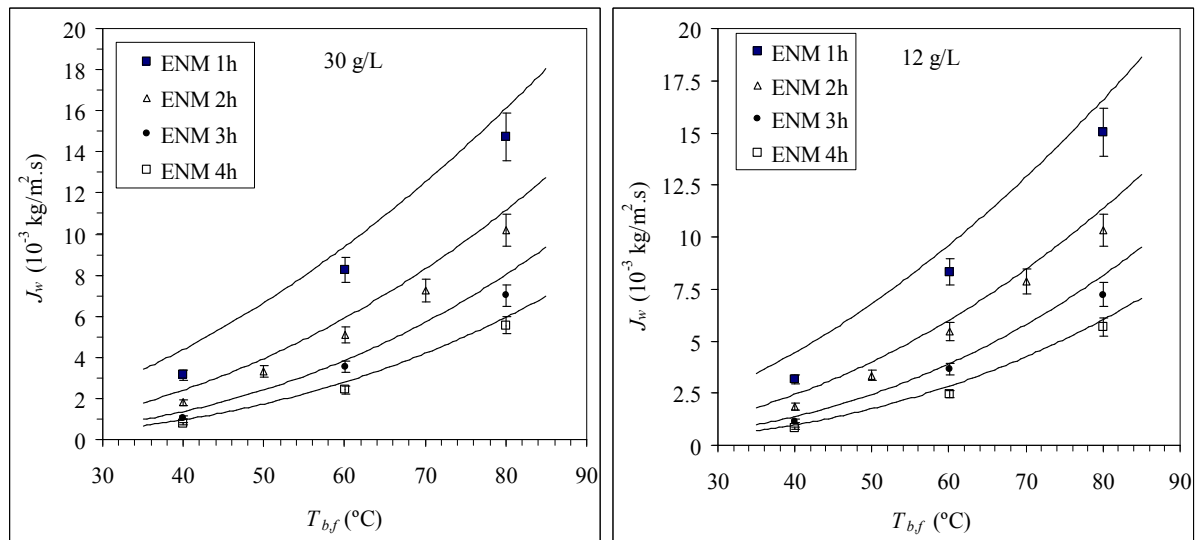 20
18
16
14
12
10
8
6
4
2
0
J_w (10⁻³ kg/m².s)
ENM 1h
ENM 2h
ENM 3h
ENM 4h
30 g/L
30 40 50 60 70 80 90
T_b,f (ºC)
20
17.5
15
12.5
10
7.5
5
2.5
0
J_w (10⁻³ kg/m².s)
ENM 1h
ENM 2h
ENM 3h
ENM 4h
12 g/L
30 40 50 60 70 80 90
T_b,f (ºC)